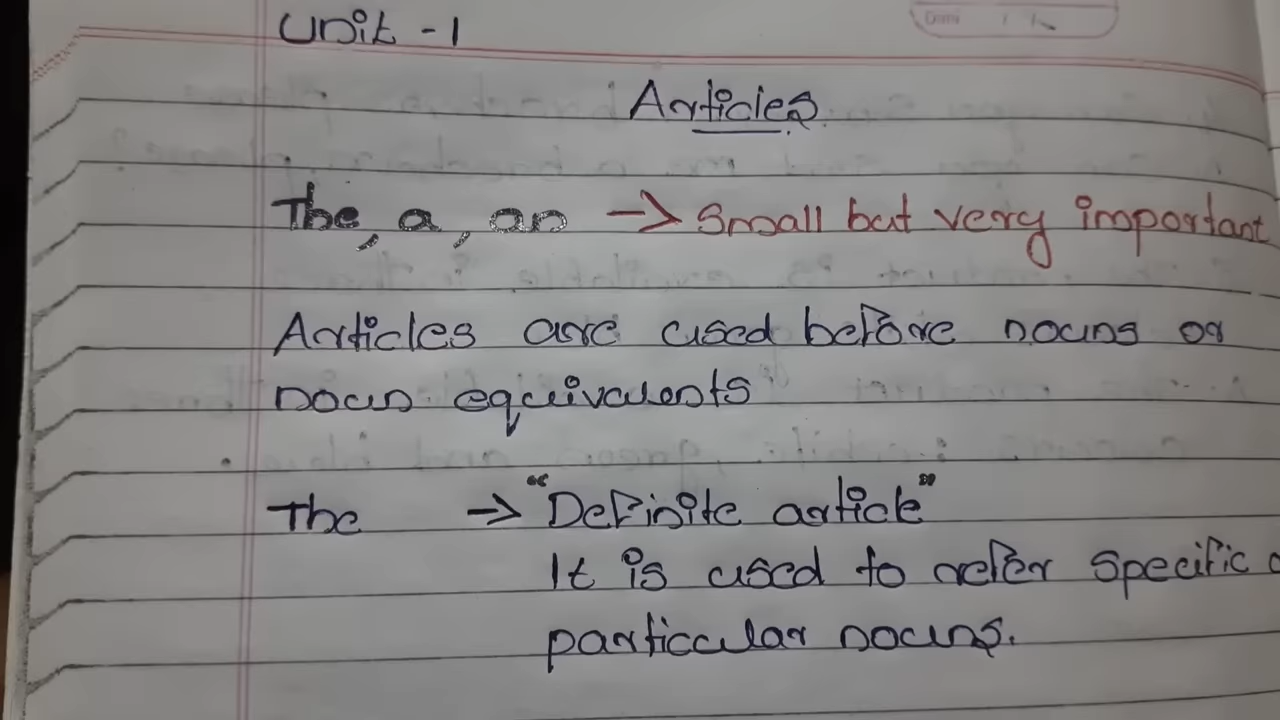 Unit - 1
Articles
The, a, an -> small but very important
Articles are used before nouns or
noun equivalents
The -> "Definite article"
It is used to refer specific
particular nouns.